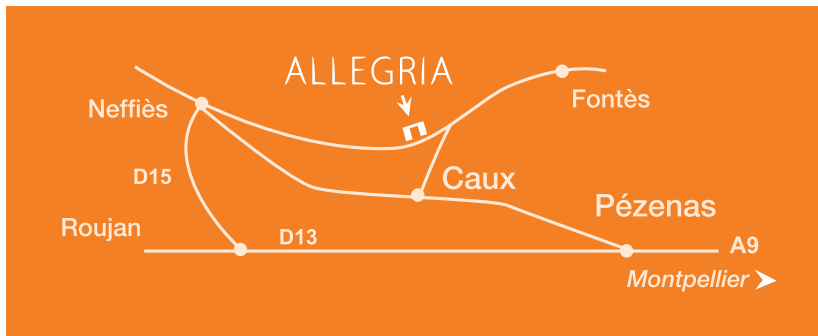 ALLEGRIA
Neffiès
Fontès
D15
Caux
Pézenas
Roujan
D13
A9
Montpellier